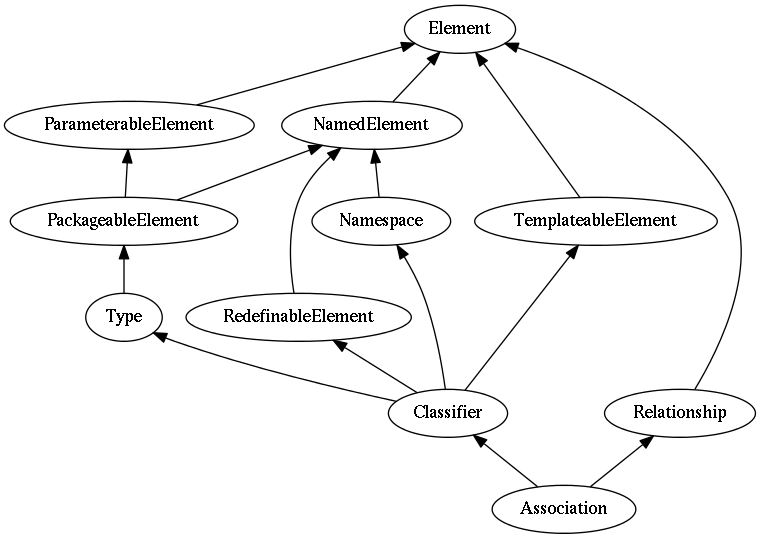 Element
ParameterableElement
NamedElement
PackageableElement
Namespace
TemplateableElement
Type
RedefinableElement
Classifier
Relationship
Association